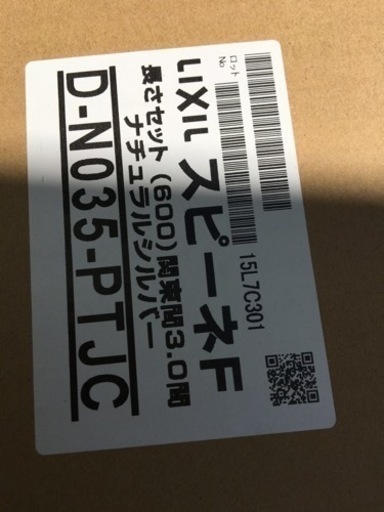 ロット
No
15L7C301
LIXIL スピーネF
長さセット (600)関東間3.0間
ナチュラルシルバー
D-N035-PTJC